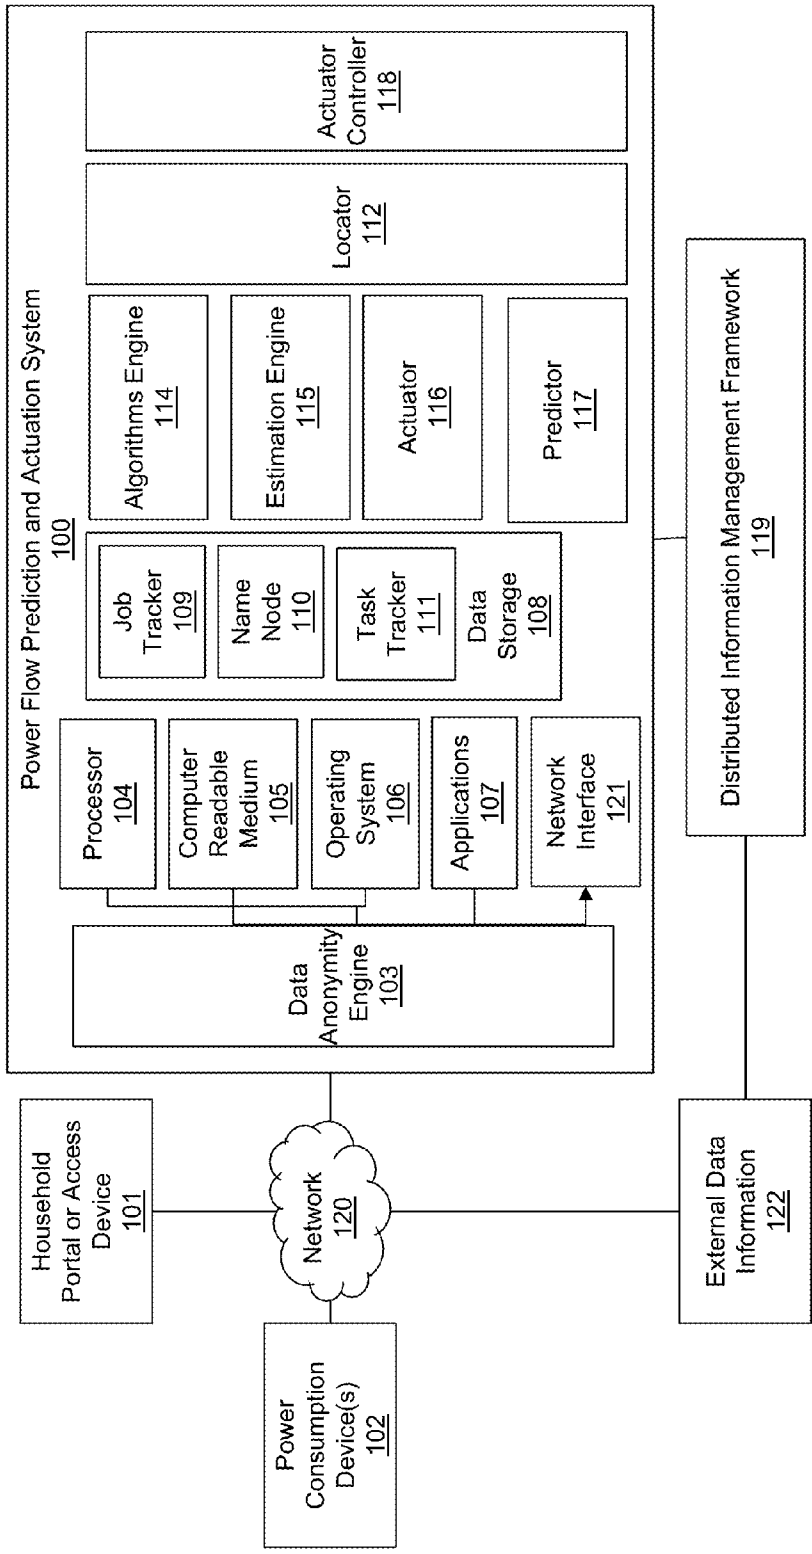 Power Flow Prediction and Actuation System
100
Household
Portal or Access
Device
101
Power
Consumption
Device(s)
102
Network
120
External Data
Information
122
Data
Anonymity
Engine
103
Processor
104
Computer
Readable
Medium
105
Operating
System
106
Applications
107
Network
Interface
121
Job
Tracker
109
Name
Node
110
Task
Tracker
111
Data
Storage
108
Algorithms Engine
114
Estimation Engine
115
Actuator
116
Predictor
117
Locator
112
Actuator
Controller
118
Distributed Information Management Framework
119